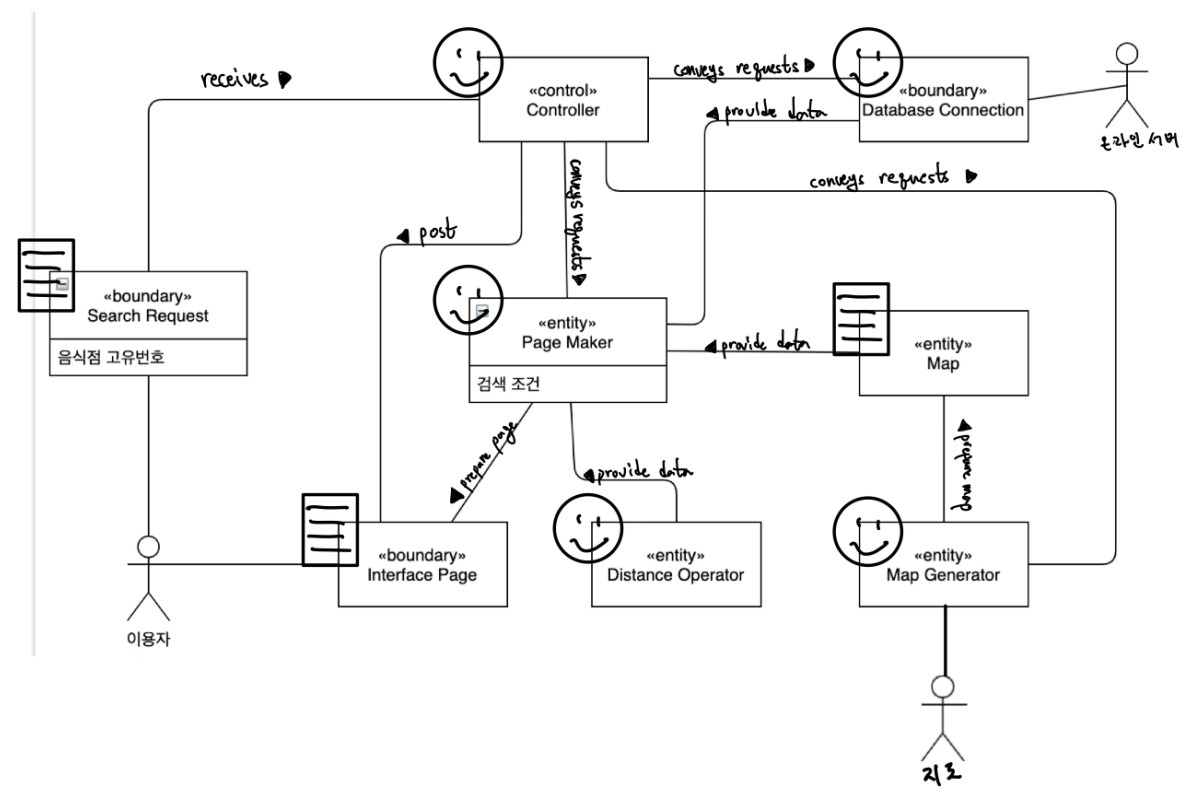 receives ▶
«control»
Controller
conveys requests ▶
«boundary»
Database Connection
◀ provide data
온라인 서버
conveys requests ▶
conveys requests ▶
◀ post
«boundary»
Search Request
음식점 고유번호
«entity»
Page Maker
검색 조건
◀ provide data
«entity»
Map
◀ prepare page
◀ provide data
◀ prepare map
«boundary»
Interface Page
«entity»
Distance Operator
«entity»
Map Generator
이용자
지도